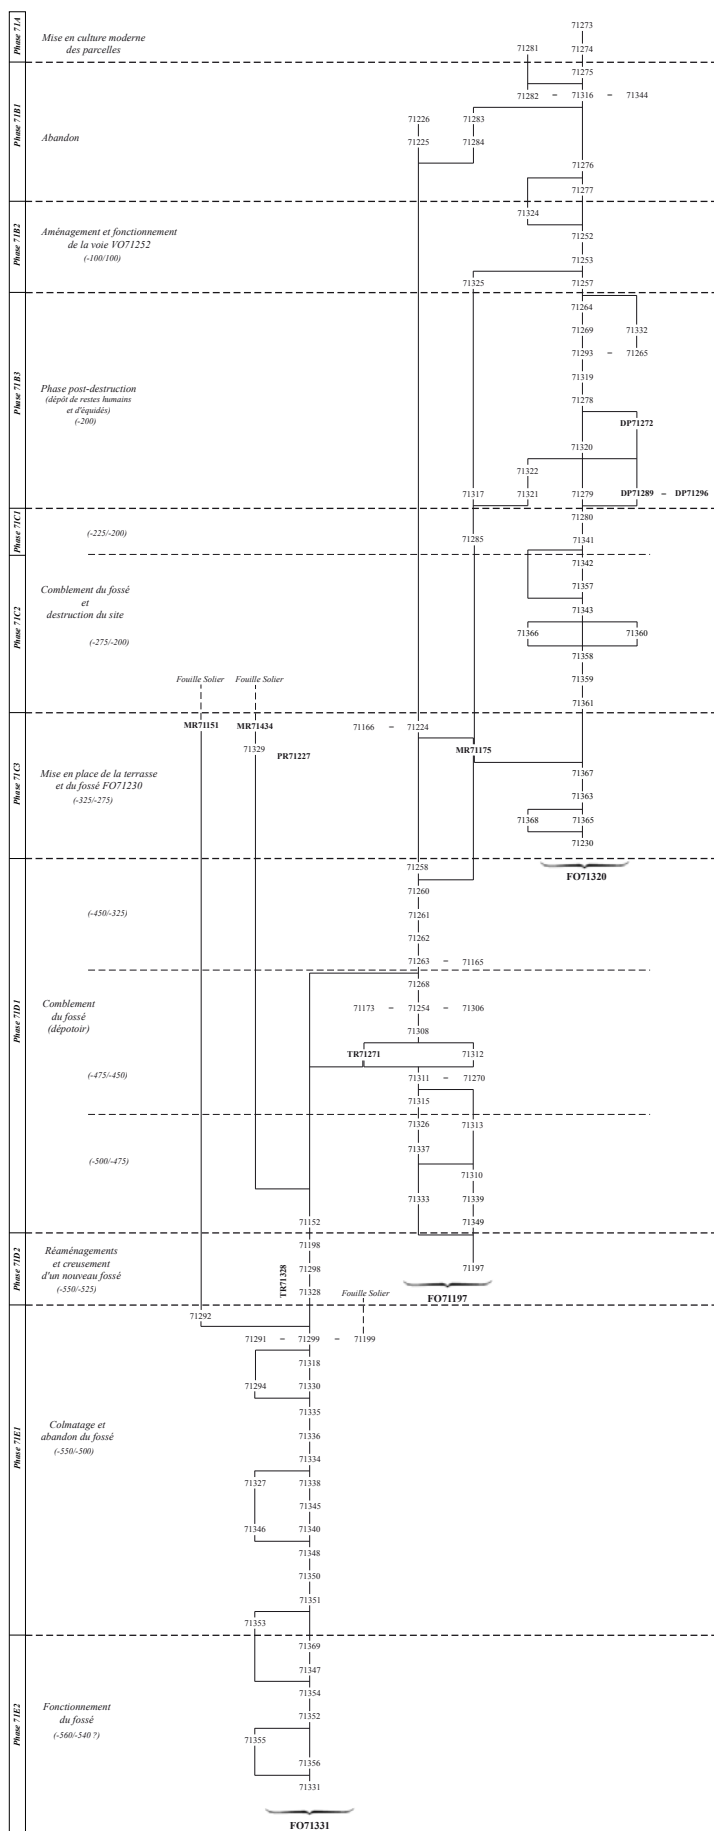 Phase 71A
Mise en culture moderne
des parcelles
71273
71281
71274
71275
Phase 71B1
71282 – 71316 – 71344
71226
71283
Abandon
71225
71284
71276
71277
Phase 71B2
71324
Aménagement et fonctionnement
de la voie VO71252
(-100/100)
71252
71253
71325
71257
Phase 71B3
71264
71269
71332
71293 – 71265
71319
Phase post-destruction
(dépôt de restes humains
et d'équidés)
(-200)
71278
DP71272
71320
71322
71317
71321
71279
DP71289 – DP71296
Phase 71C1
71280
(-225/-200)
71285
71341
Phase 71C2
71342
71357
Comblement du fossé
et
destruction du site
(-275/-200)
71343
71366
71360
71358
71359
Fouille Solier
Fouille Solier
71361
Phase 71C3
MR71151
MR71434
71166 – 71224
71329
PR71227
MR71175
Mise en place de la terrasse
et du fossé FO71230
(-325/-275)
71367
71363
71368
71365
71230
FO71320
Phase 71D1
71258
71260
(-450/-325)
71261
71262
71263 – 71165
71268
Comblement
du fossé
(dépotoir)
71173 – 71254 – 71306
71308
TR71271
71312
(-475/-450)
71311 – 71270
71315
71326
71313
71337
(-500/-475)
71310
71333
71339
71152
71349
Phase 71D2
Réaménagements
et creusement
d'un nouveau fossé
(-550/-525)
71198
71298
TR71328
71328
71197
FO71197
Fouille Solier
Phase 71E1
71292
71291 – 71299 – 71199
71318
71294
71330
71335
Colmatage et
abandon du fossé
(-550/-500)
71336
71334
71327
71338
71345
71346
71340
71348
71350
71351
71353
Phase 71E2
71369
71347
71354
Fonctionnement
du fossé
(-560/-540 ?)
71352
71355
71356
71331
FO71331